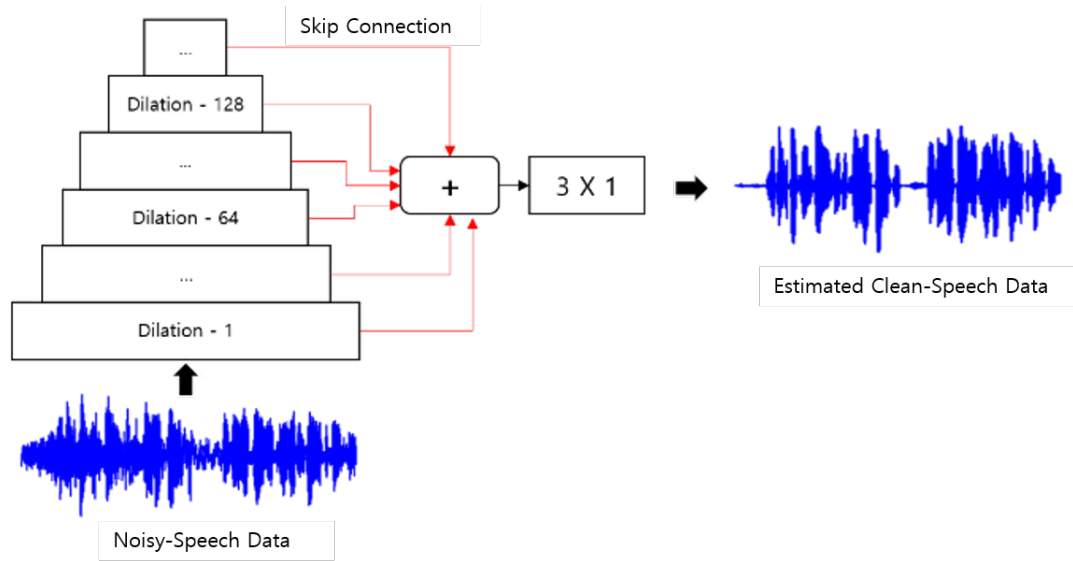 Skip Connection
...
Dilation - 128
...
Dilation - 64
...
Dilation - 1
+
3 X 1
Estimated Clean-Speech Data
Noisy-Speech Data